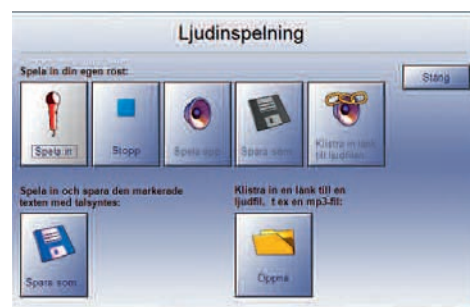 Ljudinspelning
Spela in din egen röst:
Stäng
Spela in
Stopp
Spela upp
Spara som
Klistra in länk
till ljudfilen
Spela in och spara den markerade
texten med talsyntes:
Klistra in en länk till en
ljudfil, t ex en mp3-fil:
Spara som
Öppna